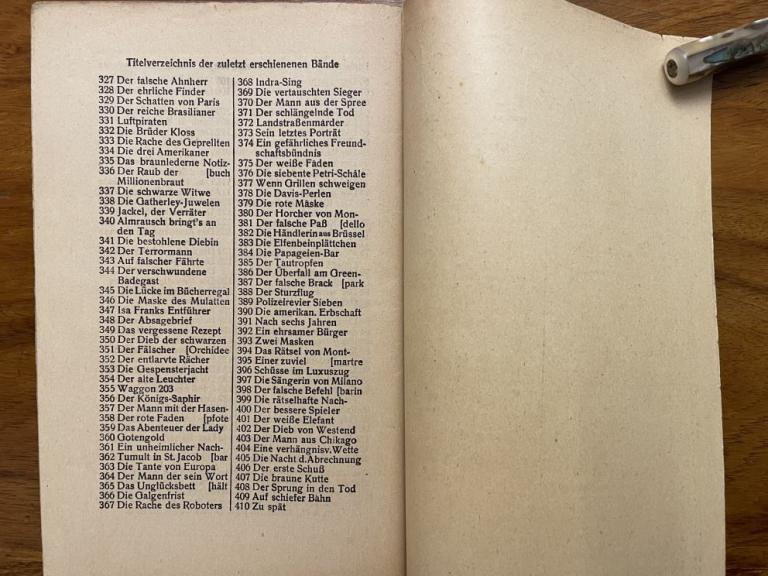 Titelverzeichnis der zuletzt erschienenen Bände
327 Der falsche Ahnherr
328 Der ehrliche Finder
329 Der Schatten von Paris
330 Der reiche Brasilianer
331 Luftpiraten
332 Die Brüder Kloss
333 Die Rache des Geprellten
334 Die drei Amerikaner
335 Das braunlederne Notiz-
336 Der Raub der [buch
Millionenbraut
337 Die schwarze Witwe
338 Die Gatherley-Juwelen
339 Jackel, der Verräter
340 Almrausch bringt's an
den Tag
341 Die bestohlene Diebin
342 Der Terrormann
343 Auf falscher Fährte
344 Der verschwundene
Badegast
345 Die Lücke im Bücherregal
346 Die Maske des Mulatten
347 Isa Franks Entführer
348 Der Absagebrief
349 Das vergessene Rezept
350 Der Dieb der schwarzen
351 Der Fälscher [Orchidee
352 Der entlarvte Rächer
353 Die Gespensterjacht
354 Der alte Leuchter
355 Waggon 203
356 Der Königs-Saphir
357 Der Mann mit der Hasen-
358 Der rote Faden [pfote
359 Das Abenteuer der Lady
360 Gotengold
361 Ein unheimlicher Nach-
362 Tumult in St. Jacob [bar
363 Die Tante von Europa
364 Der Mann der sein Wort
365 Das Unglücksbett [hält
366 Die Galgenfrist
367 Die Rache des Roboters
368 Indra-Sing
369 Die vertauschten Sieger
370 Der Mann aus der Spree
371 Der schlängelnde Tod
372 Landstraßenmarder
373 Sein letztes Porträt
374 Ein gefährliches Freund-
schaftsbündnis
375 Der weiße Faden
376 Die siebente Petri-Schale
377 Wenn Grillen schweigen
378 Die Davis-Perlen
379 Die rote Maske
380 Der Horcher von Mon-
381 Der falsche Paß [dello
382 Die Händlerin aus Brüssel
383 Die Elfenbeinplättchen
384 Die Papageien-Bar
385 Der Tautropfen
386 Der Überfall am Green-
387 Der falsche Brack [park
388 Der Sturzflug
389 Polizeirevier Sieben
390 Die amerikan. Erbschaft
391 Nach sechs Jahren
392 Ein ehrsamer Bürger
393 Zwei Masken
394 Das Rätsel von Mont-
395 Einer zuviel [martre
396 Schüsse im Luxuszug
397 Die Sängerin von Milano
398 Der falsche Befehl [barin
399 Die rätselhafte Nach-
400 Der bessere Spieler
401 Der weiße Elefant
402 Der Dieb von Westend
403 Der Mann aus Chikago
404 Eine verhängnisv. Wette
405 Die Nacht d. Abrechnung
406 Der erste Schuß
407 Die braune Kutte
408 Der Sprung in den Tod
409 Auf schiefer Bahn
410 Zu spät